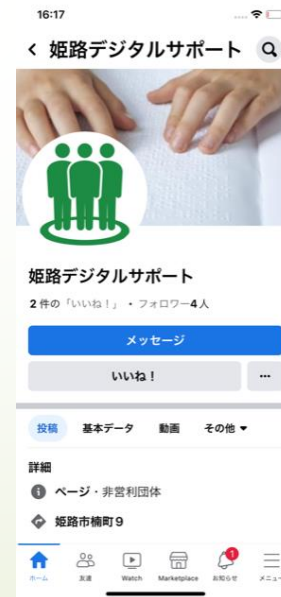 16:17
姫路デジタルサポート
姫路デジタルサポート
2 件の「いいね!」 • フォロワー4人
メッセージ
いいね!
投稿 基本データ 動画 その他
詳細
ページ・非営利団体
姫路市楠町 9
1
ホーム 友達 Watch Marketplace お知らせ メニュー